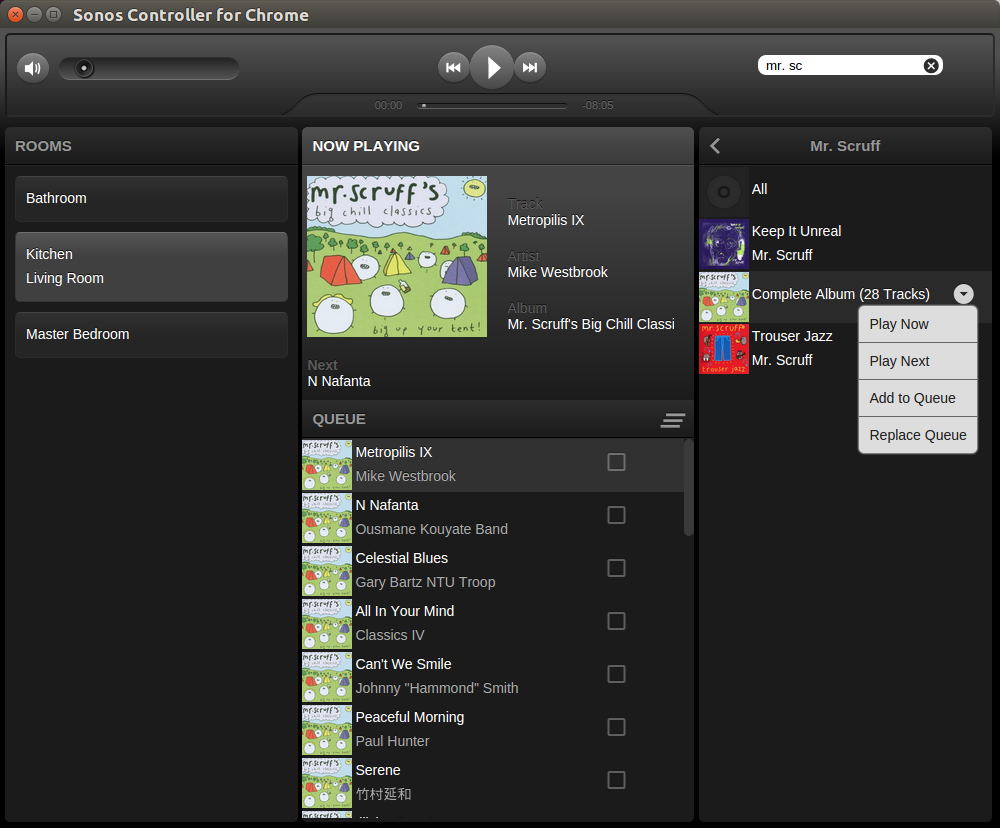 Sonos Controller for Chrome
mr. sc
00:00
-08:05
ROOMS
Bathroom
Kitchen
Living Room
Master Bedroom
NOW PLAYING
mr.scruff's
big chill classics
big up your tent!
Track
Metropilis IX
Artist
Mike Westbrook
Album
Mr. Scruff's Big Chill Classi
Next
N Nafanta
QUEUE
Metropilis IX
Mike Westbrook
N Nafanta
Ousmane Kouyate Band
Celestial Blues
Gary Bartz NTU Troop
All In Your Mind
Classics IV
Can't We Smile
Johnny "Hammond" Smith
Peaceful Morning
Paul Hunter
Serene
竹村延和
Mr. Scruff
All
Keep It Unreal
Mr. Scruff
Complete Album (28 Tracks)
mr.scruff
trouser jazz
Trouser Jazz
Mr. Scruff
Play Now
Play Next
Add to Queue
Replace Queue